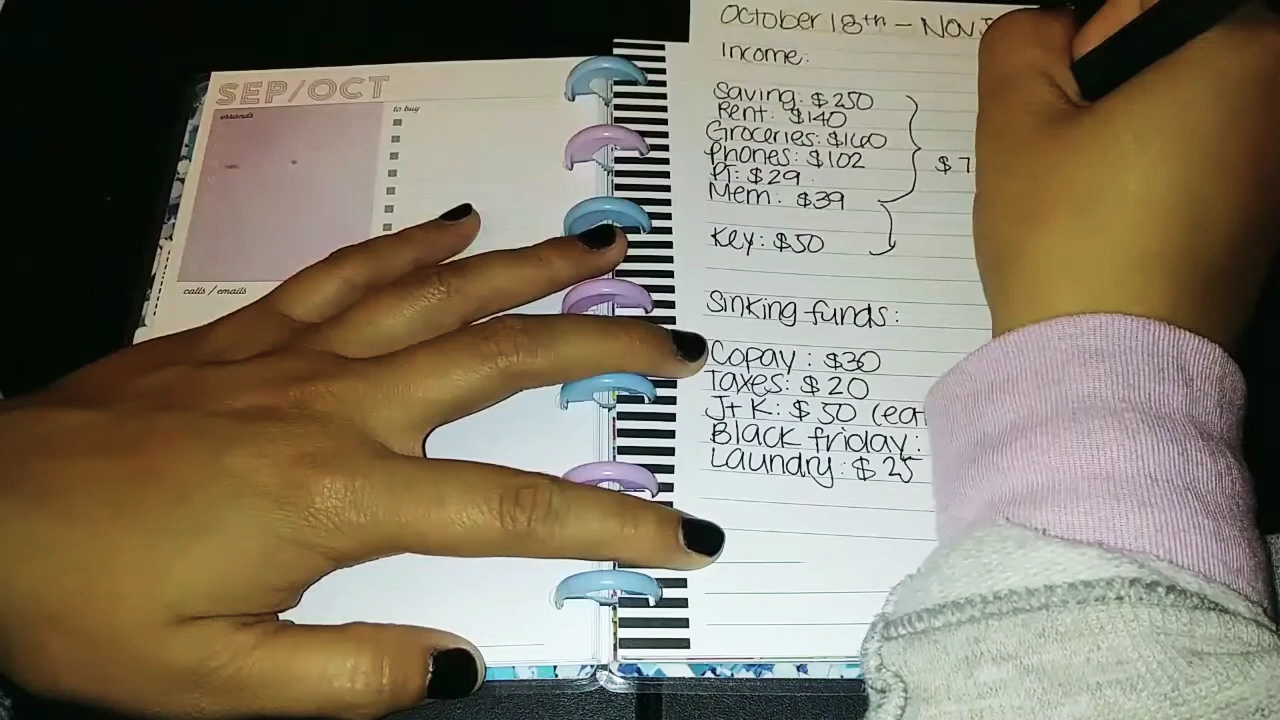 SEP/OCT
errands
to buy
calls / emails
October 18th - Nov
Income:
Saving: $250
Rent: $140
Groceries: $160
Phones: $102
PT: $29
Mem: $39
$7
Key: $50
Sinking funds:
Copay: $30
Taxes: $20
J+K: $50 (ea
Black friday:
Laundry: $25